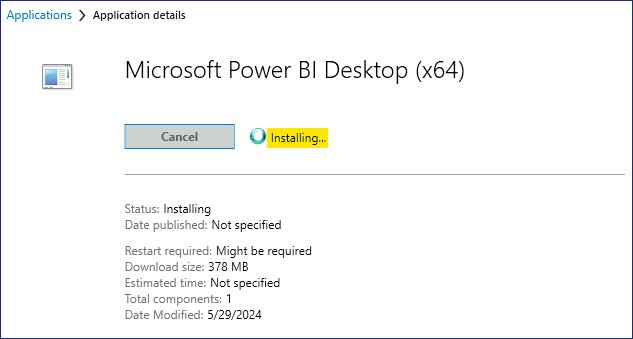 Applications > Application details
Microsoft Power BI Desktop (x64)
Cancel Installing...
Status: Installing
Date published: Not specified
Restart required: Might be required
Download size: 378 MB
Estimated time: Not specified
Total components: 1
Date Modified: 5/29/2024